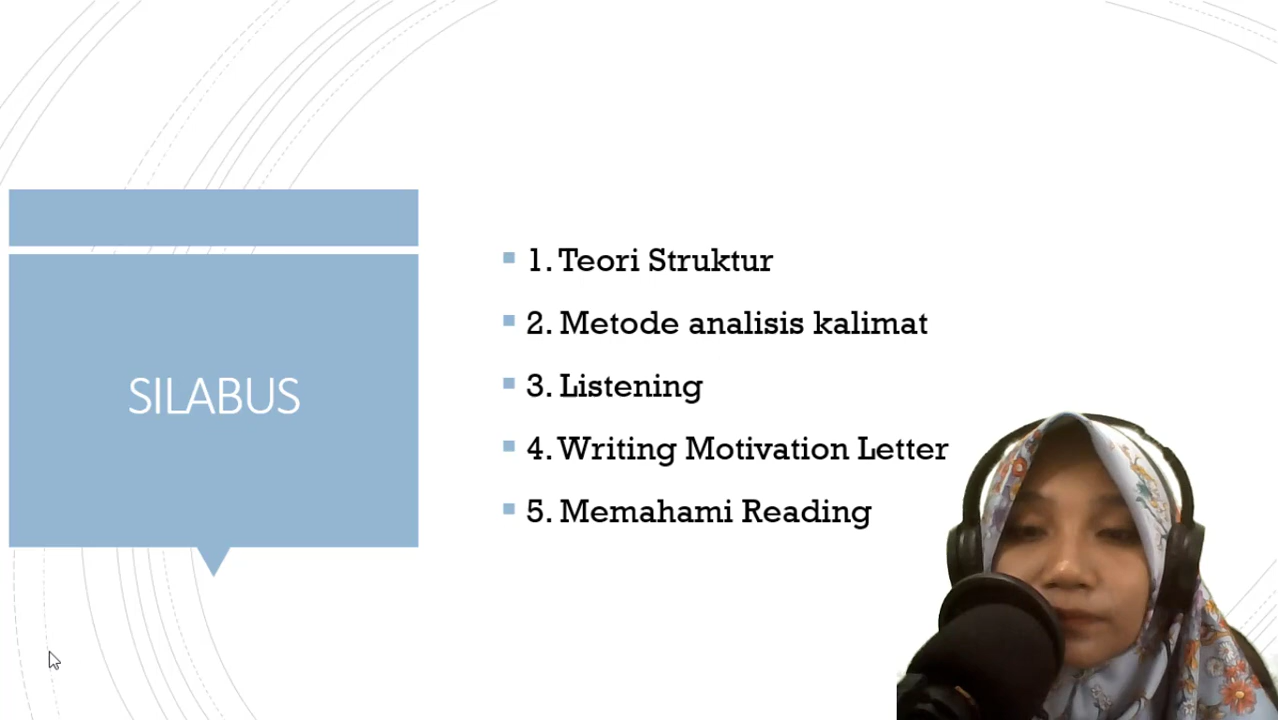 SILABUS
1. Teori Struktur
2. Metode analisis kalimat
3. Listening
4. Writing Motivation Letter
5. Memahami Reading